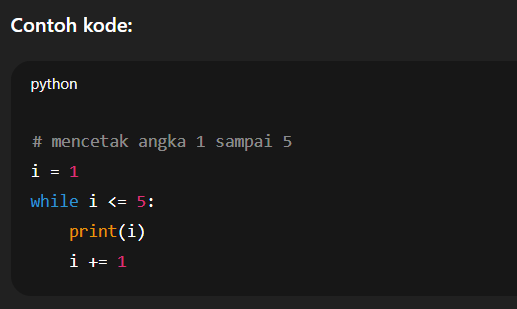 Contoh kode:
python
# mencetak angka 1 sampai 5
i = 1
while i <= 5:
    print(i)
    i += 1